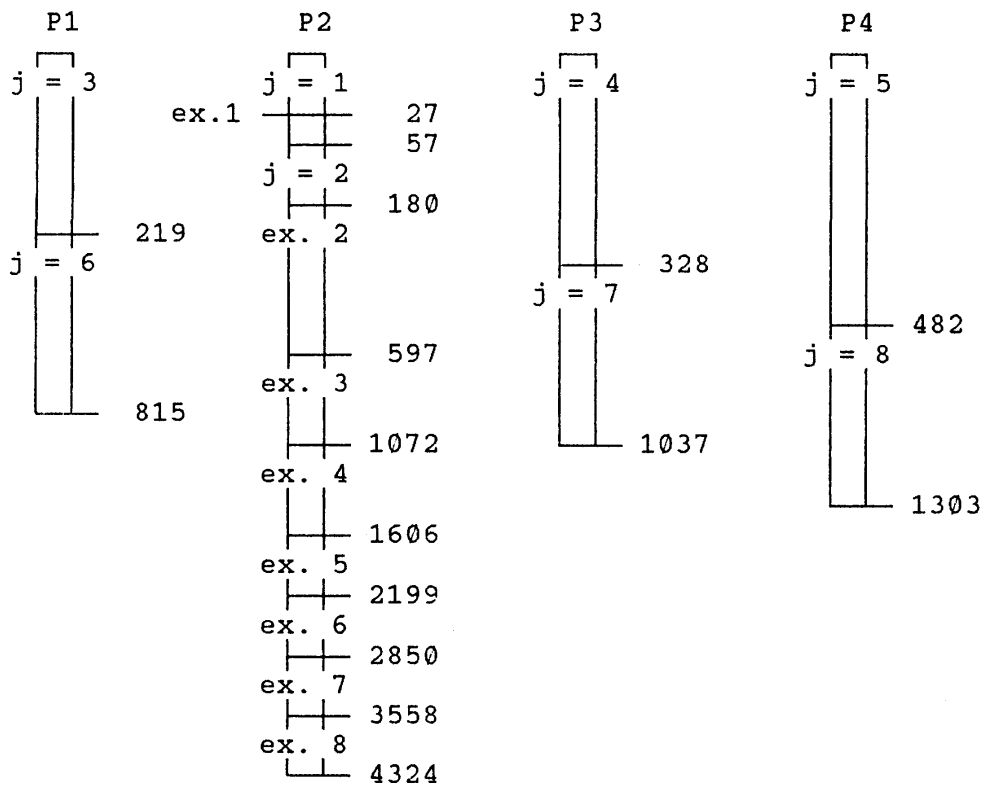 P1 P2 P3 P4
j = 3 j = 1 j = 4 j = 5
ex.1 27
57
j = 2
180
219 ex. 2
j = 6 328
j = 7
482
597 j = 8
ex. 3
815
1072 1037
ex. 4
1303
1606
ex. 5
2199
ex. 6
2850
ex. 7
3558
ex. 8
4324